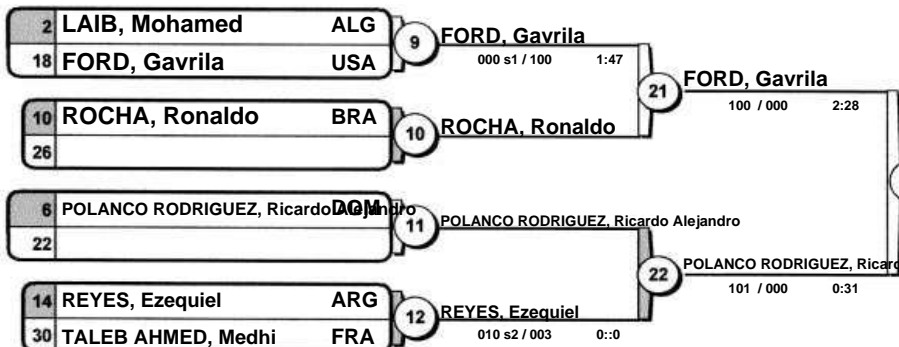 2 LAIB, Mohamed ALG
18 FORD, Gavrila USA
9
FORD, Gavrila
000 s1 / 100 1:47
10 ROCHA, Ronaldo BRA
26
10
ROCHA, Ronaldo
21
FORD, Gavrila
100 / 000 2:28
6 POLANCO RODRIGUEZ, Ricardo Alejandro DOM
22
11
POLANCO RODRIGUEZ, Ricardo Alejandro
14 REYES, Ezequiel ARG
30 TALEB AHMED, Medhi FRA
12
REYES, Ezequiel
010 s2 / 003 0::0
22
POLANCO RODRIGUEZ, Ricard
101 / 000 0:31